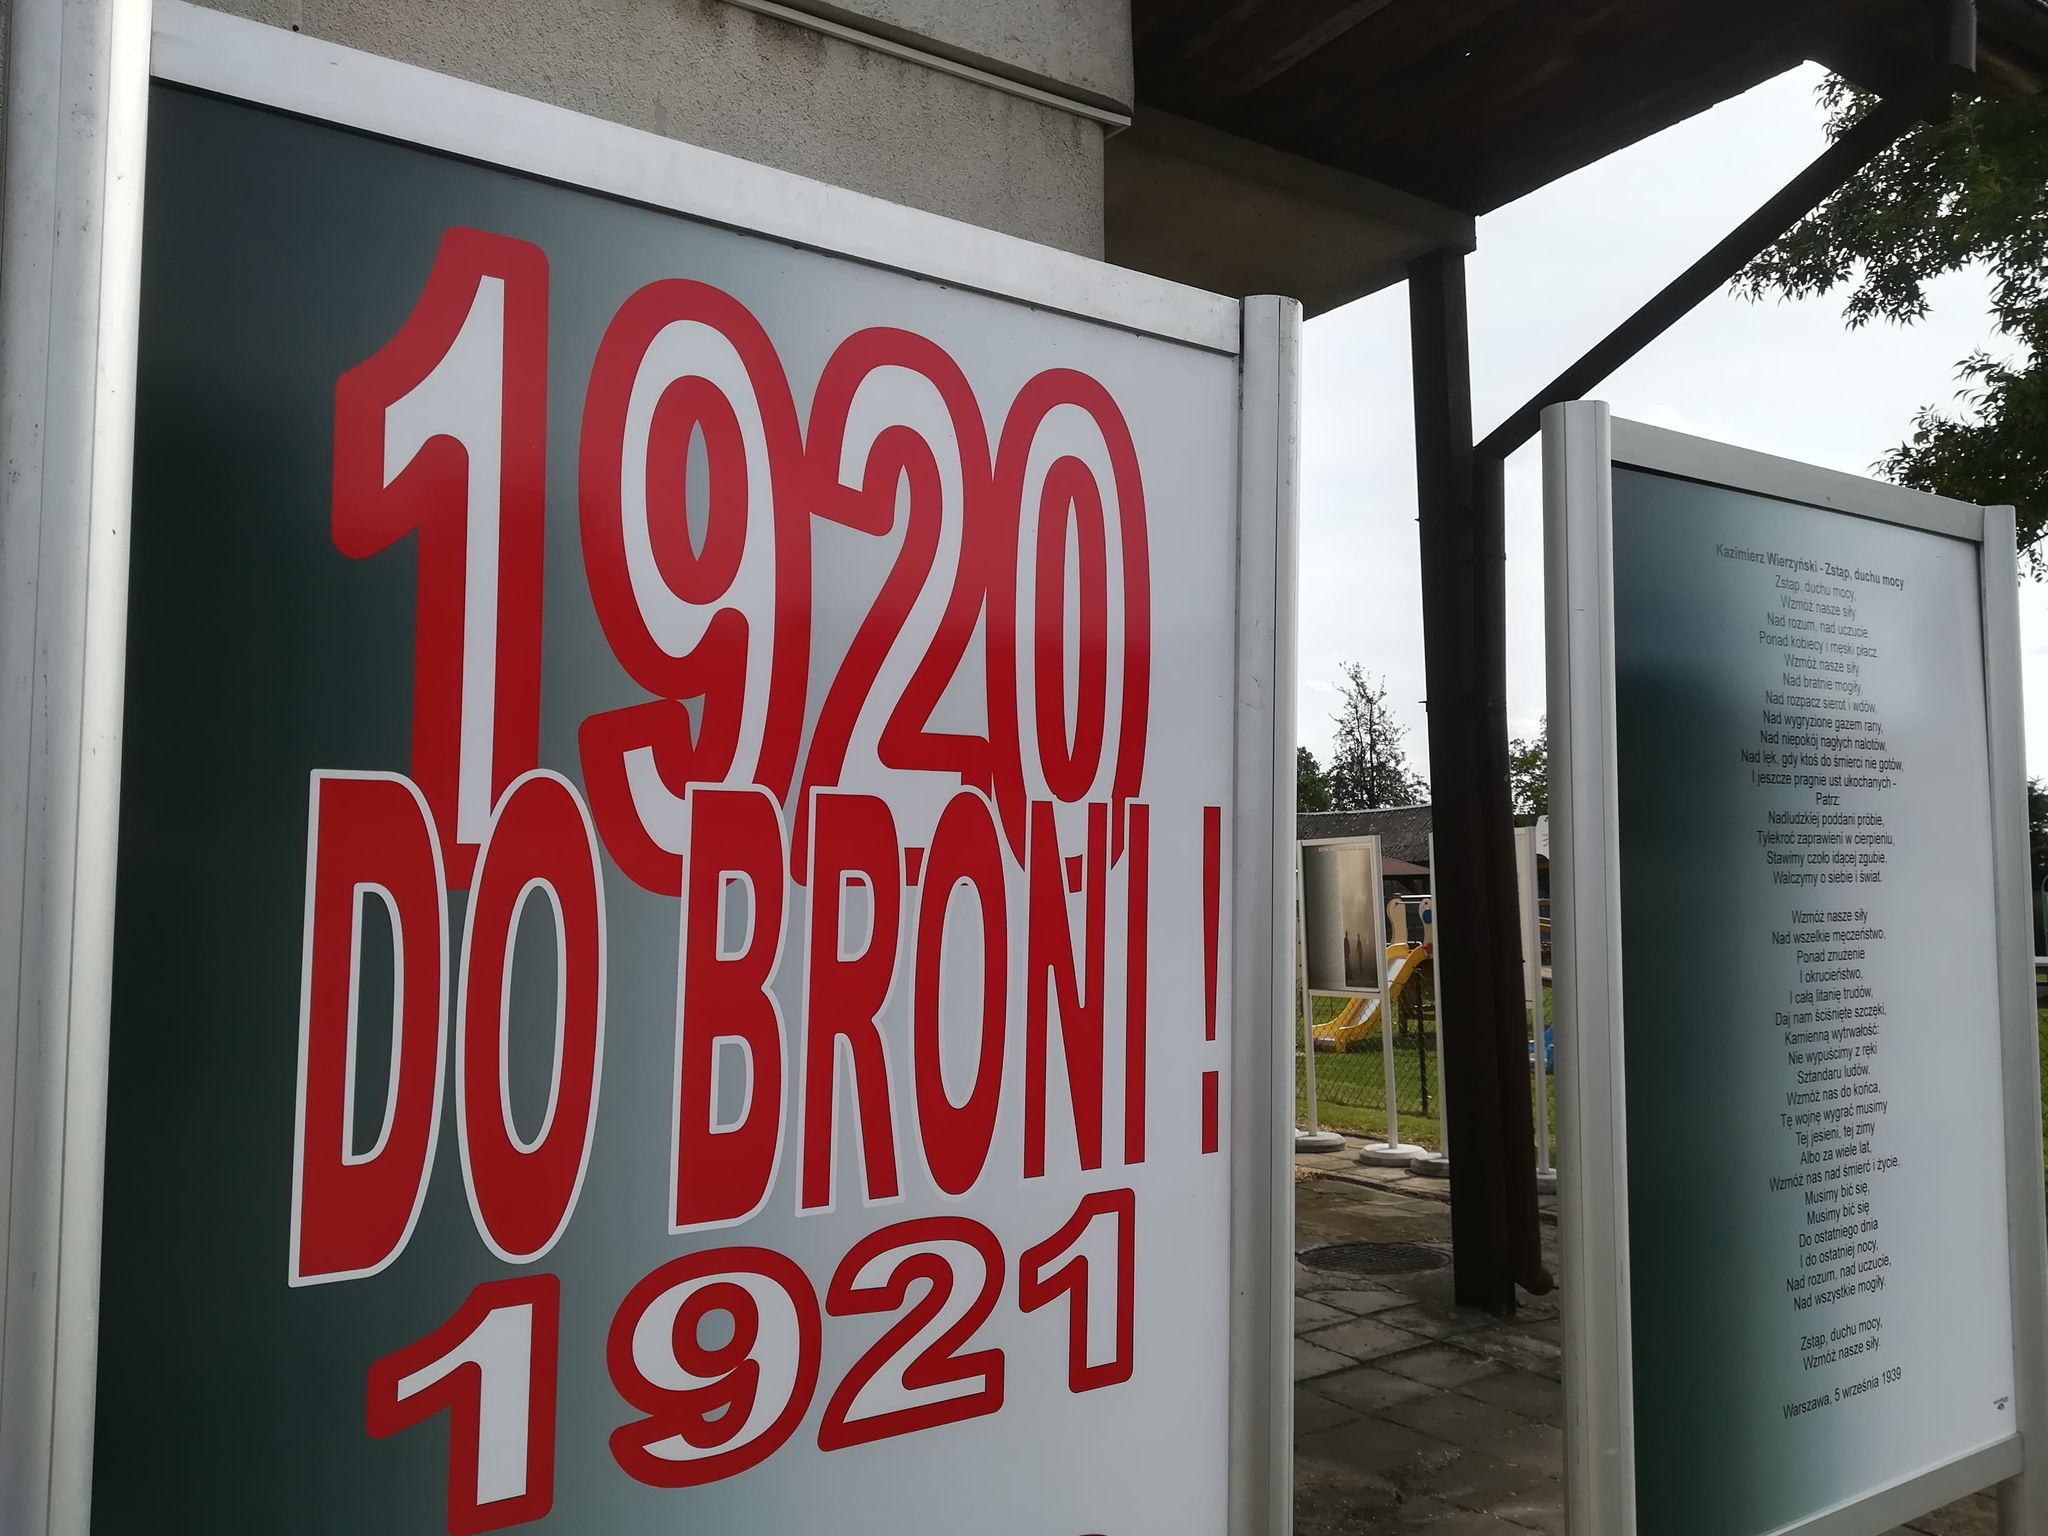 1920
DO BRONI !
1921
Kazimierz Wierzyński - Zstąp, duchu mocy
Zstąp, duchu mocy,
Wzmóż nasze siły
Nad rozum, nad uczucie,
Ponad kobiecy i męski płacz.
Wzmóż nasze siły
Nad bratnie mogiły,
Nad rozpacz sierot i wdów,
Nad wygryzione gazem rany,
Nad niepokój nagłych nalotów,
Nad lęk, gdy ktoś do śmierci nie gotów,
I jeszcze pragnie ust ukochanych -
Patrz:
Nadludzkiej poddani próbie,
Tylekroć zaprawieni w cierpieniu,
Stawimy czoło idącej zgubie,
Walczymy o siebie i świat.
Wzmóż nasze siły
Nad wszelkie męczeństwo,
Ponad znużenie
I okrucieństwo,
I całą litanię trudów,
Daj nam ściśnięte szczęki,
Kamienną wytrwałość:
Nie wypuścimy z ręki
Sztandaru ludów.
Wzmóż nas do końca,
Tę wojnę wygrać musimy
Tej jesieni, tej zimy
Albo za wiele lat,
Wzmóż nas nad śmierć i życie,
Musimy bić się,
Musimy bić się
Do ostatniego dnia
I do ostatniej nocy,
Nad rozum, nad uczucie,
Nad wszystkie mogiły.
Zstąp, duchu mocy,
Wzmóż nasze siły.
Warszawa, 5 września 1939